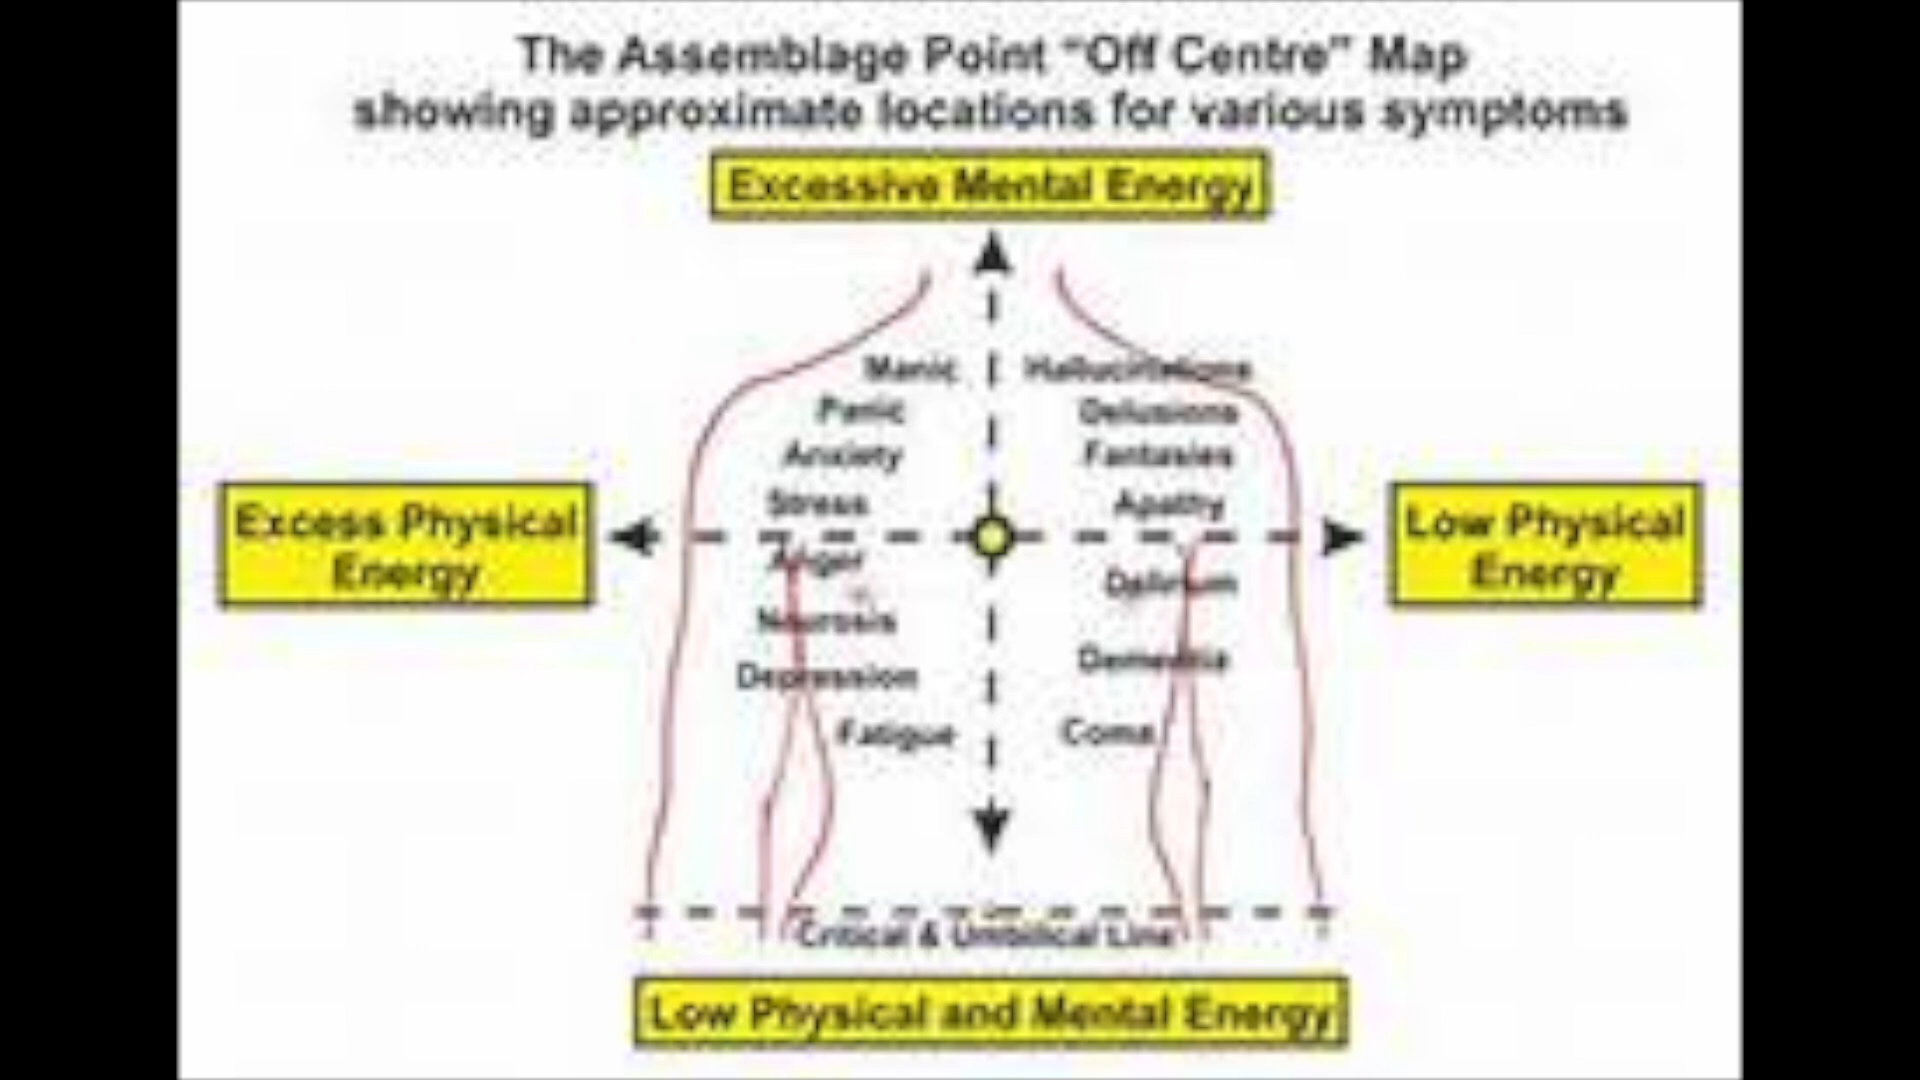 The Assemblage Point "Off Centre" Map
showing approximate locations for various symptoms
Excessive Mental Energy
Manic
Hallucinations
Panic
Delusions
Anxiety
Fantasies
Stress
Apathy
Excess Physical
Energy
Low Physical
Energy
Anger
Delirium
Neurosis
Dementia
Depression
Fatigue
Coma
Critical & Umbilical Line
Low Physical and Mental Energy